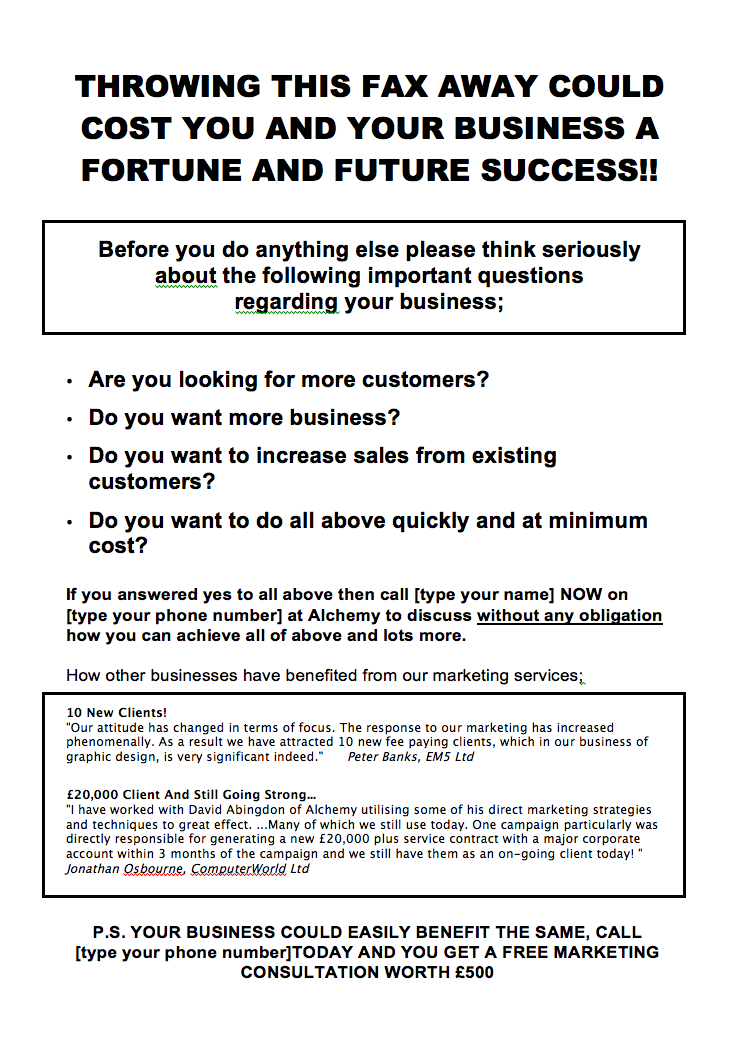 THROWING THIS FAX AWAY COULD
COST YOU AND YOUR BUSINESS A
FORTUNE AND FUTURE SUCCESS!!
Before you do anything else please think seriously
about the following important questions
regarding your business;
• Are you looking for more customers?
• Do you want more business?
• Do you want to increase sales from existing
customers?
• Do you want to do all above quickly and at minimum
cost?
If you answered yes to all above then call [type your name] NOW on
[type your phone number] at Alchemy to discuss without any obligation
how you can achieve all of above and lots more.
How other businesses have benefited from our marketing services;
10 New Clients!
"Our attitude has changed in terms of focus. The response to our marketing has increased
phenomenally. As a result we have attracted 10 new fee paying clients, which in our business of
graphic design, is very significant indeed." Peter Banks, EM5 Ltd
£20,000 Client And Still Going Strong...
"I have worked with David Abingdon of Alchemy utilising some of his direct marketing strategies
and techniques to great effect. ...Many of which we still use today. One campaign particularly was
directly responsible for generating a new £20,000 plus service contract with a major corporate
account within 3 months of the campaign and we still have them as an on-going client today! "
Jonathan Osbourne, ComputerWorld Ltd
P.S. YOUR BUSINESS COULD EASILY BENEFIT THE SAME, CALL
[type your phone number]TODAY AND YOU GET A FREE MARKETING
CONSULTATION WORTH £500